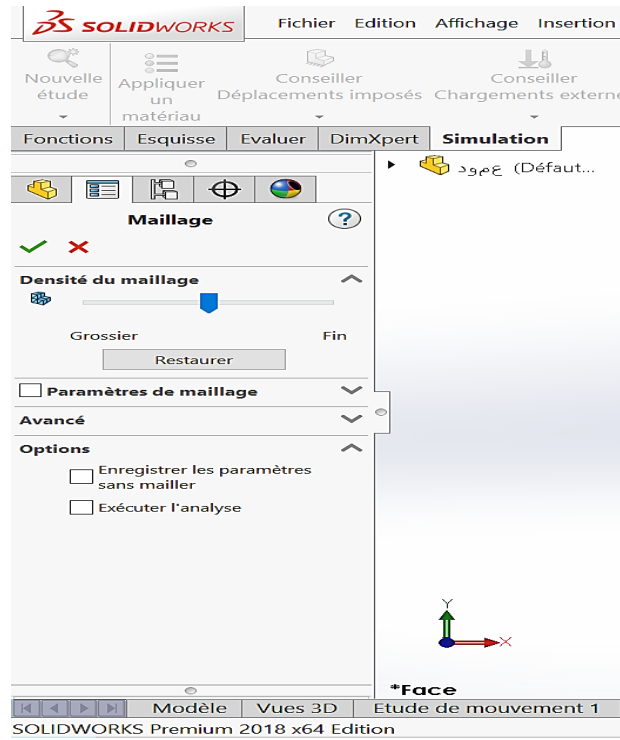 SOLIDWORKS Fichier Edition Affichage Insertion
Nouvelle étude
Appliquer un matériau
Conseiller Déplacements imposés
Conseiller Chargements externe
Fonctions Esquisse Evaluer DimXpert Simulation
عمود (Défaut...
Maillage
Densité du maillage
Grossier Fin
Restaurer
Paramètres de maillage
Avancé
Options
Enregistrer les paramètres
sans mailler
Exécuter l'analyse
Y
X
*Face
Modèle Vues 3D Etude de mouvement 1
SOLIDWORKS Premium 2018 x64 Edition